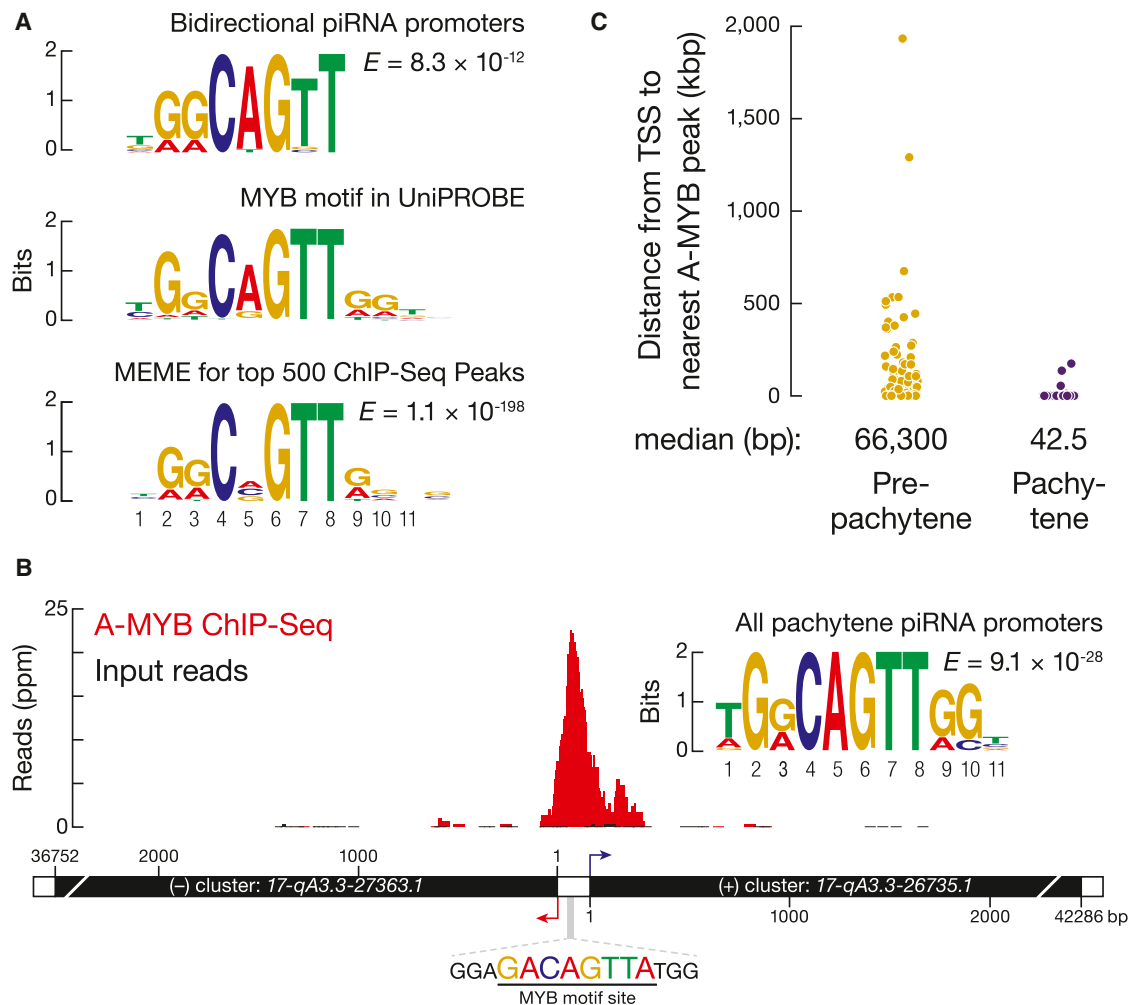 A
Bidirectional piRNA promoters
E = 8.3 × 10-12
2
1
0
TGGCAGTT
MYB motif in UniPROBE
2
1
0
Bits
TGGCAGTTGGT
MEME for top 500 ChIP-Seq Peaks
E = 1.1 × 10-198
2
1
0
1 2 3 4 5 6 7 8 9 10 11
C
Distance from TSS to
nearest A-MYB peak (kbp)
2,000
1,500
1,000
500
0
median (bp): 66,300 42.5
Pre-
pachytene
Pachy-
tene
B
25
0
Reads (ppm)
A-MYB ChIP-Seq
Input reads
All pachytene piRNA promoters
E = 9.1 × 10-28
2
1
0
Bits
TGGCAGTTGGT
1 2 3 4 5 6 7 8 9 10 11
36752 2000 1000 1
(–) cluster: 17-qA3.3-27363.1
(+) cluster: 17-qA3.3-26735.1
1 1000 2000 42286 bp
GGAGACAGTTATGG
MYB motif site